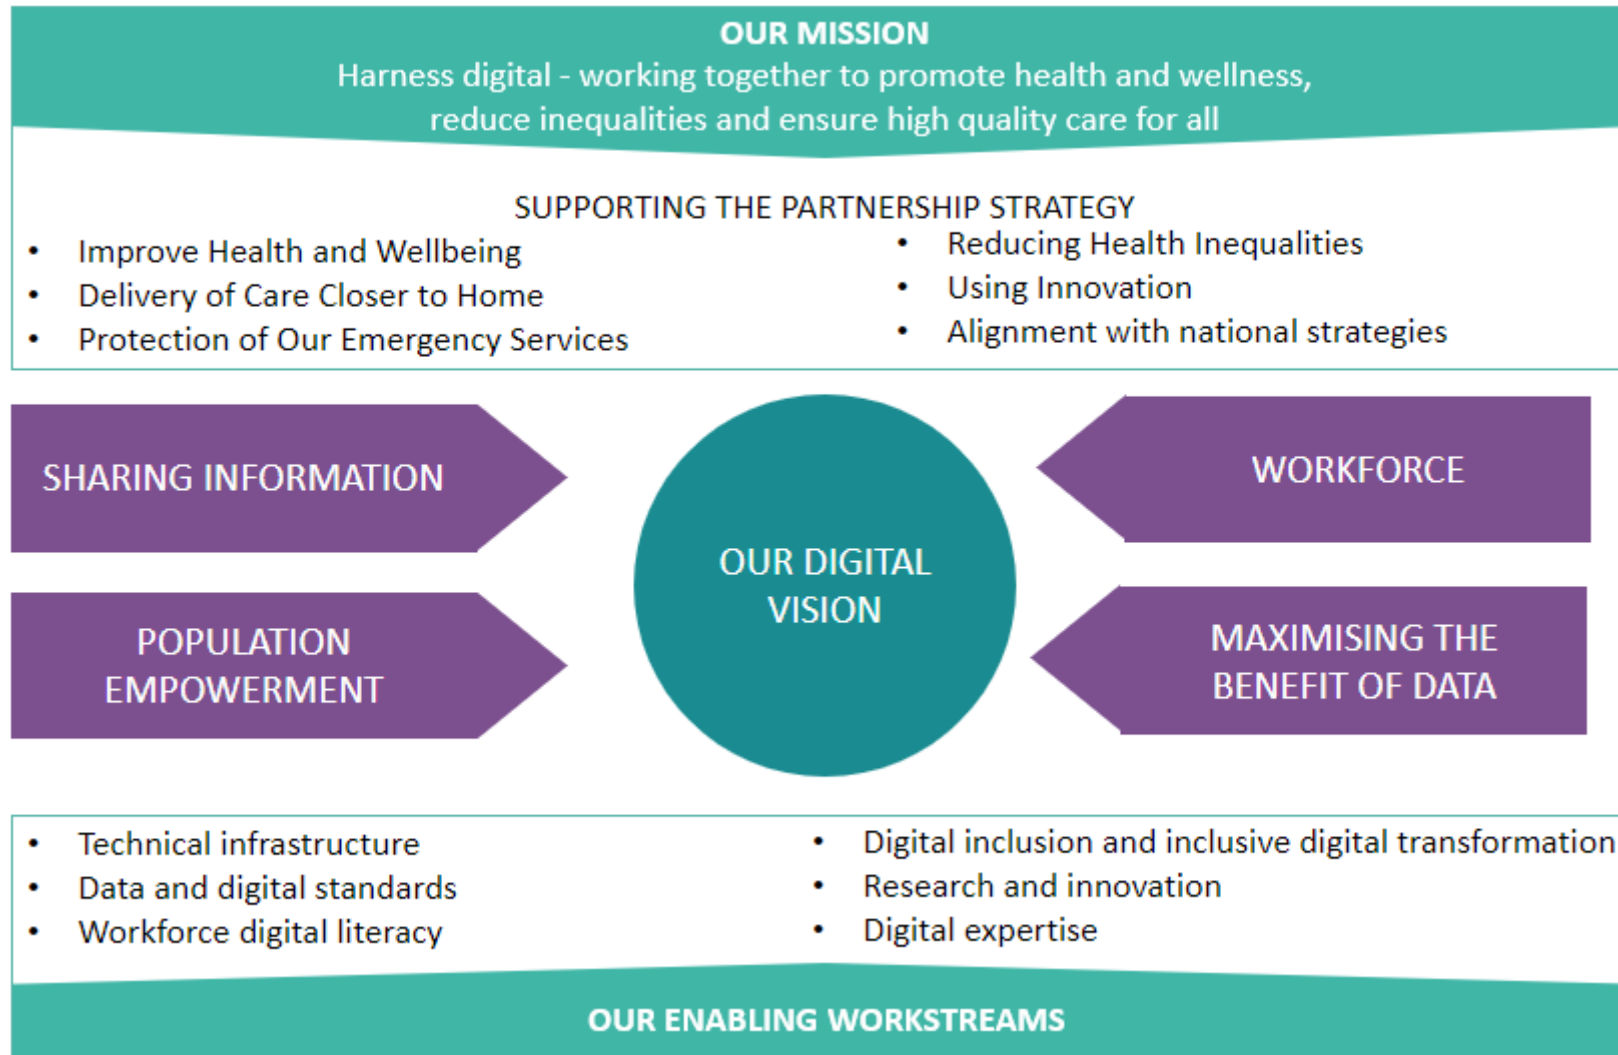 OUR MISSION
Harness digital - working together to promote health and wellness,
reduce inequalities and ensure high quality care for all
SUPPORTING THE PARTNERSHIP STRATEGY
• Improve Health and Wellbeing
• Delivery of Care Closer to Home
• Protection of Our Emergency Services
• Reducing Health Inequalities
• Using Innovation
• Alignment with national strategies
SHARING INFORMATION
POPULATION
EMPOWERMENT
OUR DIGITAL
VISION
WORKFORCE
MAXIMISING THE
BENEFIT OF DATA
• Technical infrastructure
• Data and digital standards
• Workforce digital literacy
• Digital inclusion and inclusive digital transformation
• Research and innovation
• Digital expertise
OUR ENABLING WORKSTREAMS